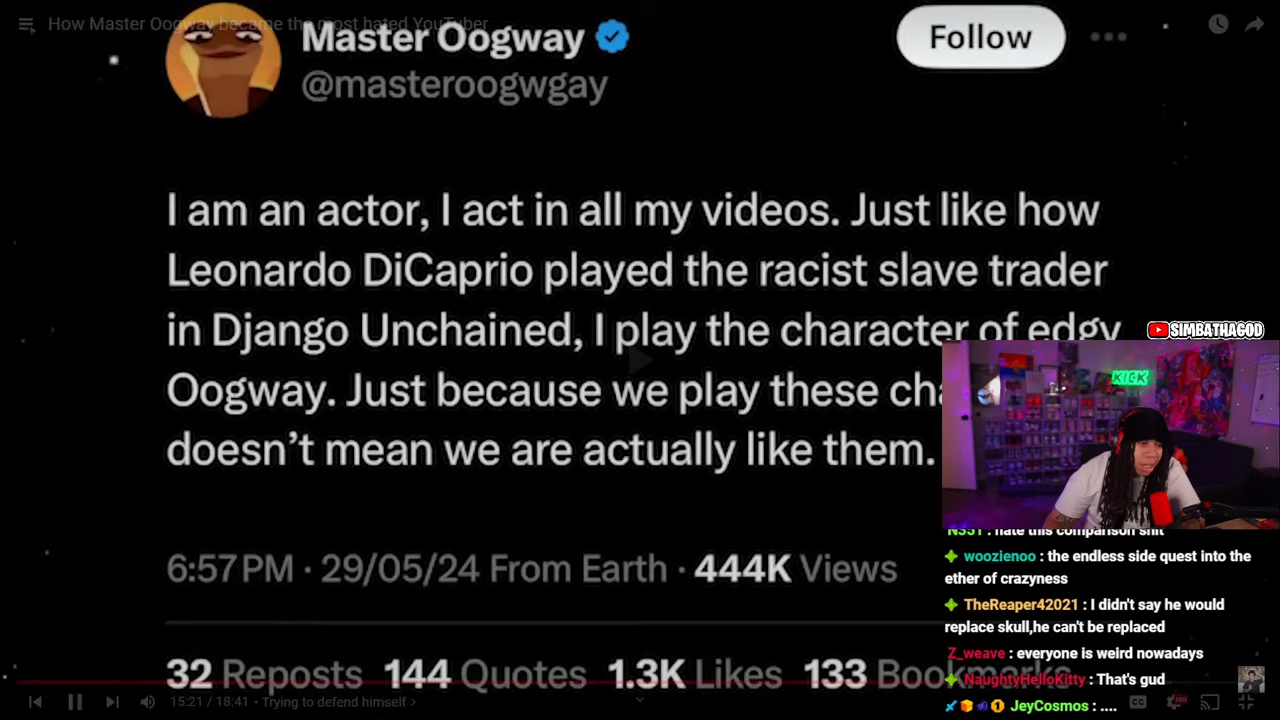 How Master Oogway became the most hated YouTuber
Master Oogway
@masteroogwgay
Follow
I am an actor, I act in all my videos. Just like how
Leonardo DiCaprio played the racist slave trader
in Django Unchained, I play the character of edgy
Oogway. Just because we play these cha
doesn't mean we are actually like them.
SIMBATHAGOD
KICK
6:57 PM · 29/05/24 From Earth · 444K Views
32 Reposts 144 Quotes 1.3K Likes 133 Bookmarks
N351 : hate this comparison shit
woozienoo : the endless side quest into the
ether of crazyness
TheReaper42021 : I didn't say he would
replace skull,he can't be replaced
Z_weave : everyone is weird nowadays
NaughtyHelloKitty : That's gud
JeyCosmos : ....
15:21 / 18:41 · Trying to defend himself >
CC
HD